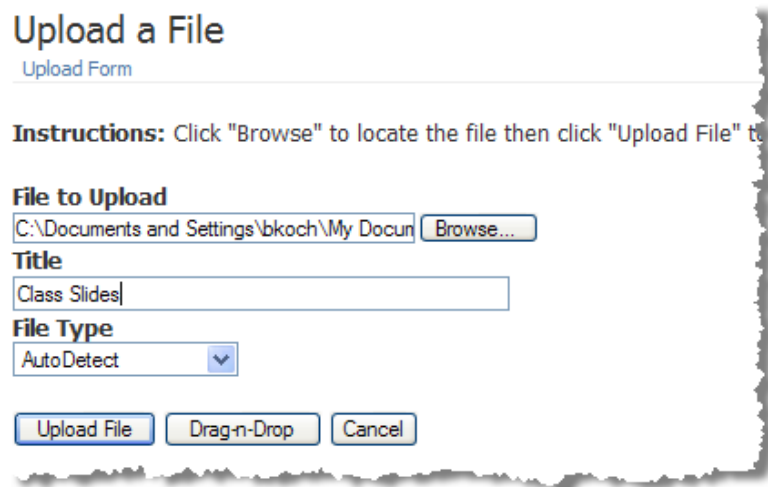 Upload a File
Upload Form
Instructions: Click "Browse" to locate the file then click "Upload File"
File to Upload
C:\Documents and Settings\bkoch\My Docun Browse...
Title
Class Slides
File Type
AutoDetect
Upload File Drag-n-Drop Cancel